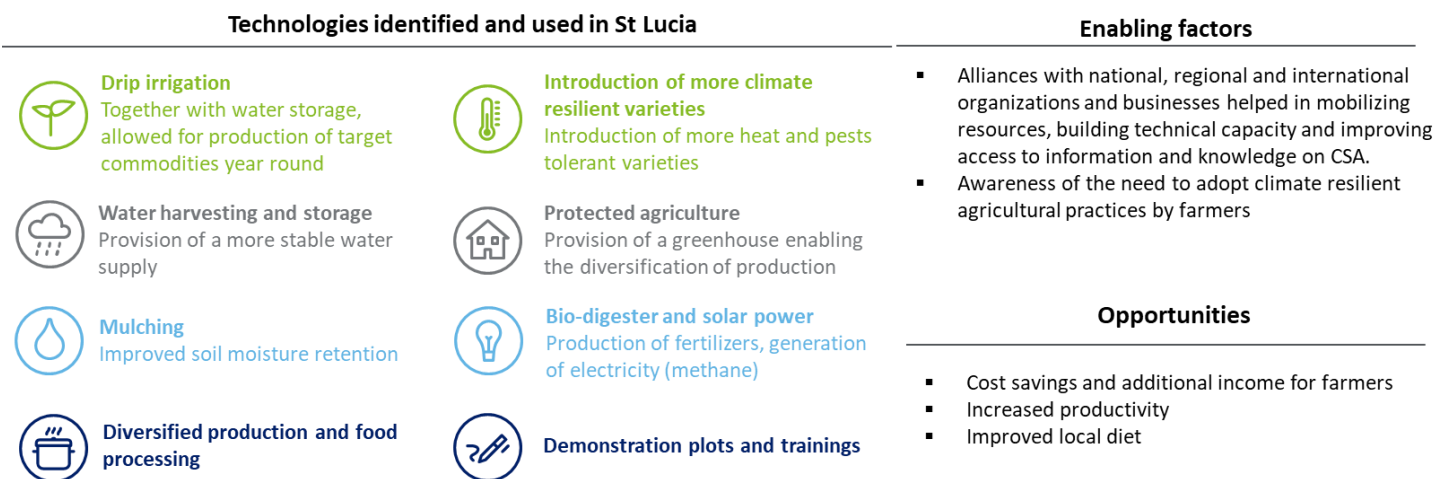 Technologies identified and used in St Lucia
Drip irrigation
Together with water storage,
allowed for production of target
commodities year round
Introduction of more climate
resilient varieties
Introduction of more heat and pests
tolerant varieties
Water harvesting and storage
Provision of a more stable water
supply
Protected agriculture
Provision of a greenhouse enabling
the diversification of production
Mulching
Improved soil moisture retention
Bio-digester and solar power
Production of fertilizers, generation
of electricity (methane)
Diversified production and food
processing
Demonstration plots and trainings
Enabling factors
▪ Alliances with national, regional and international
organizations and businesses helped in mobilizing
resources, building technical capacity and improving
access to information and knowledge on CSA.
▪ Awareness of the need to adopt climate resilient
agricultural practices by farmers
Opportunities
▪ Cost savings and additional income for farmers
▪ Increased productivity
▪ Improved local diet